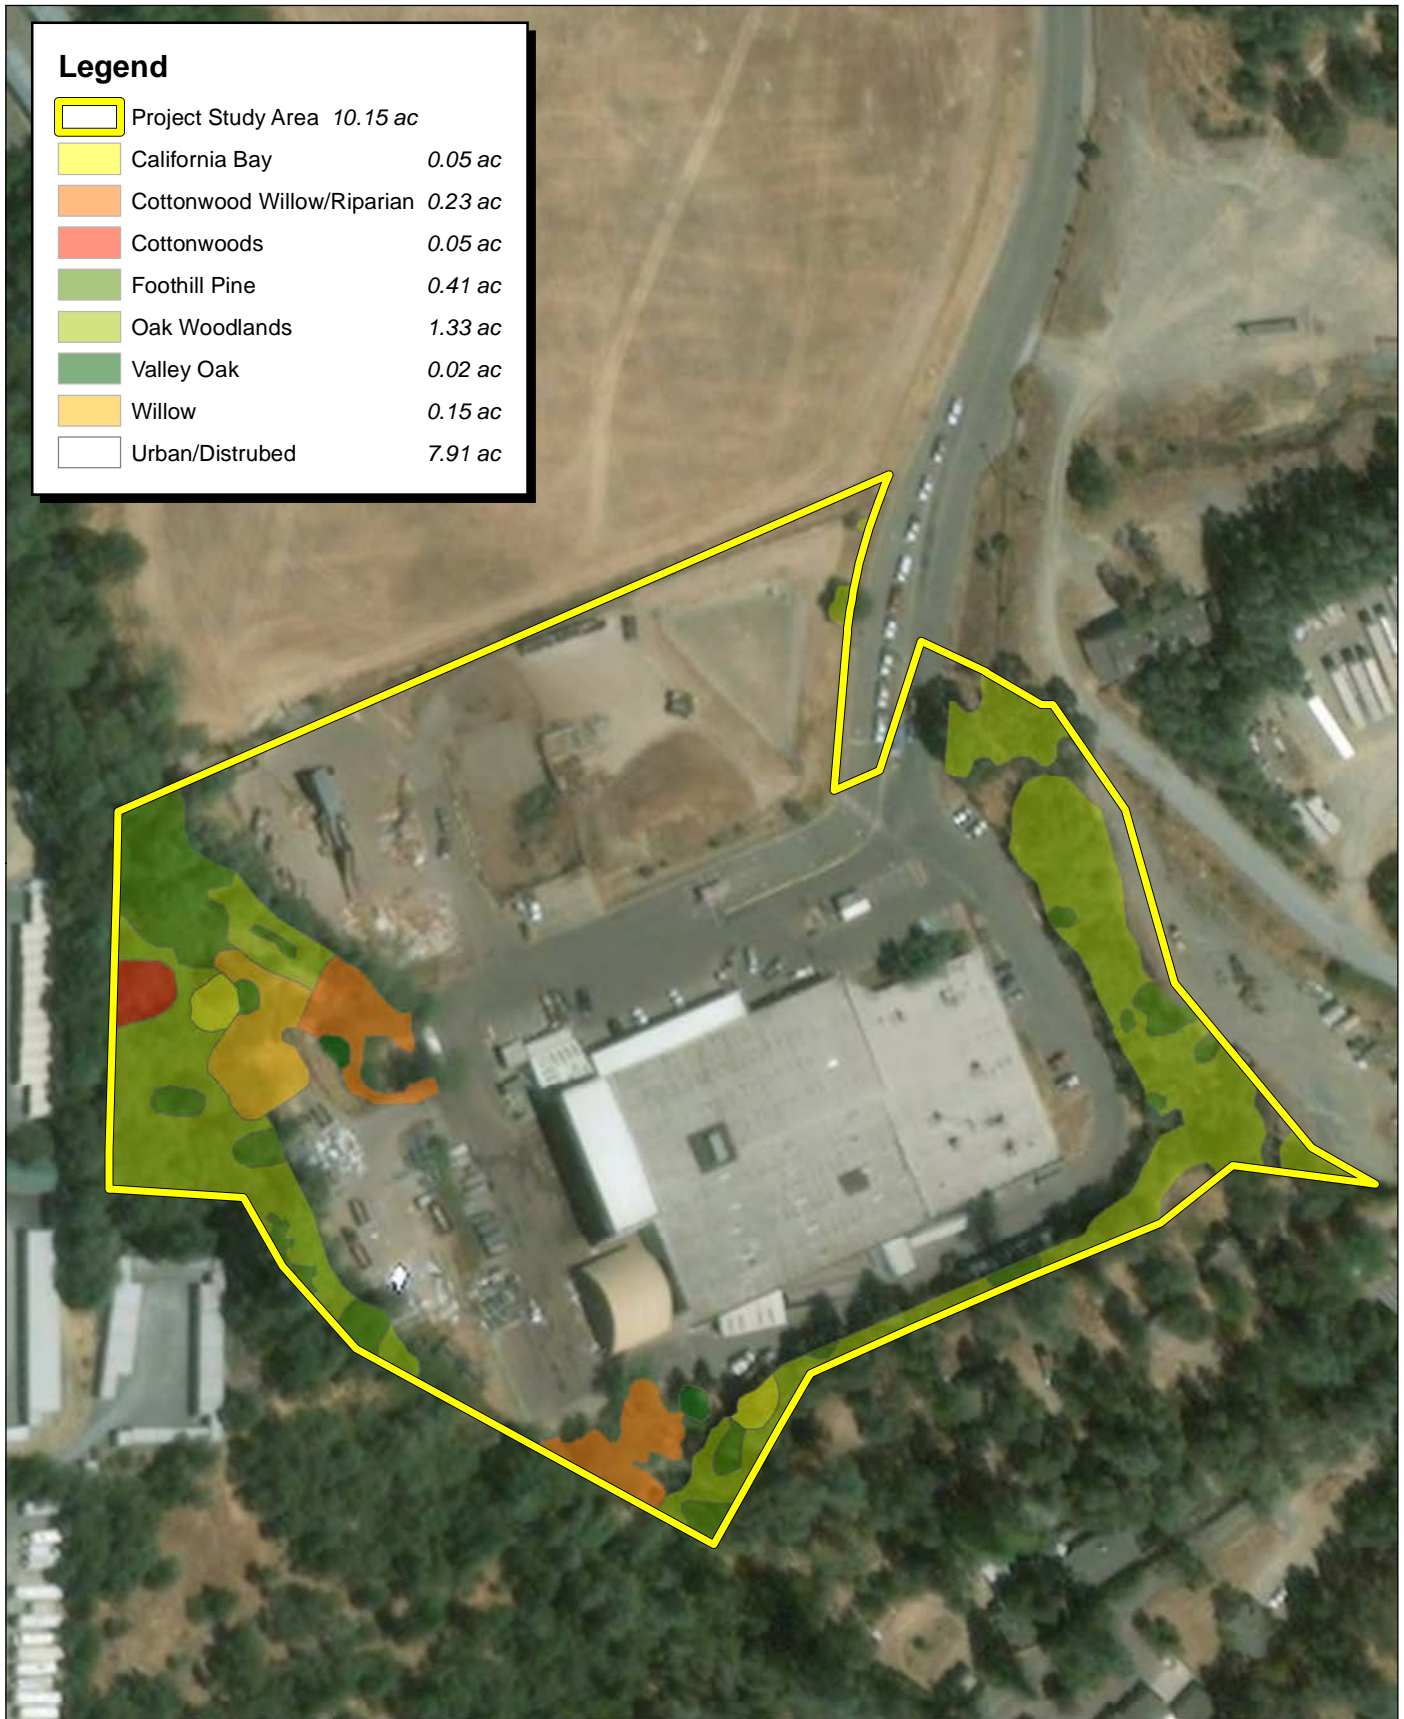 Legend
Project Study Area 10.15 ac
California Bay 0.05 ac
Cottonwood Willow/Riparian 0.23 ac
Cottonwoods 0.05 ac
Foothill Pine 0.41 ac
Oak Woodlands 1.33 ac
Valley Oak 0.02 ac
Willow 0.15 ac
Urban/Distrubed 7.91 ac